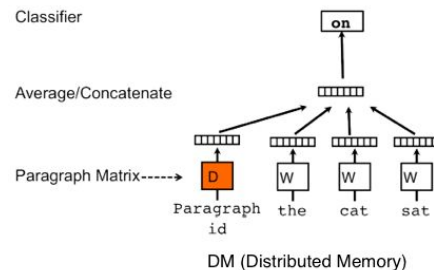 Classifier
on
Average/Concatenate
Paragraph Matrix
D
W
W
W
Paragraph
id
the
cat
sat
DM (Distributed Memory)